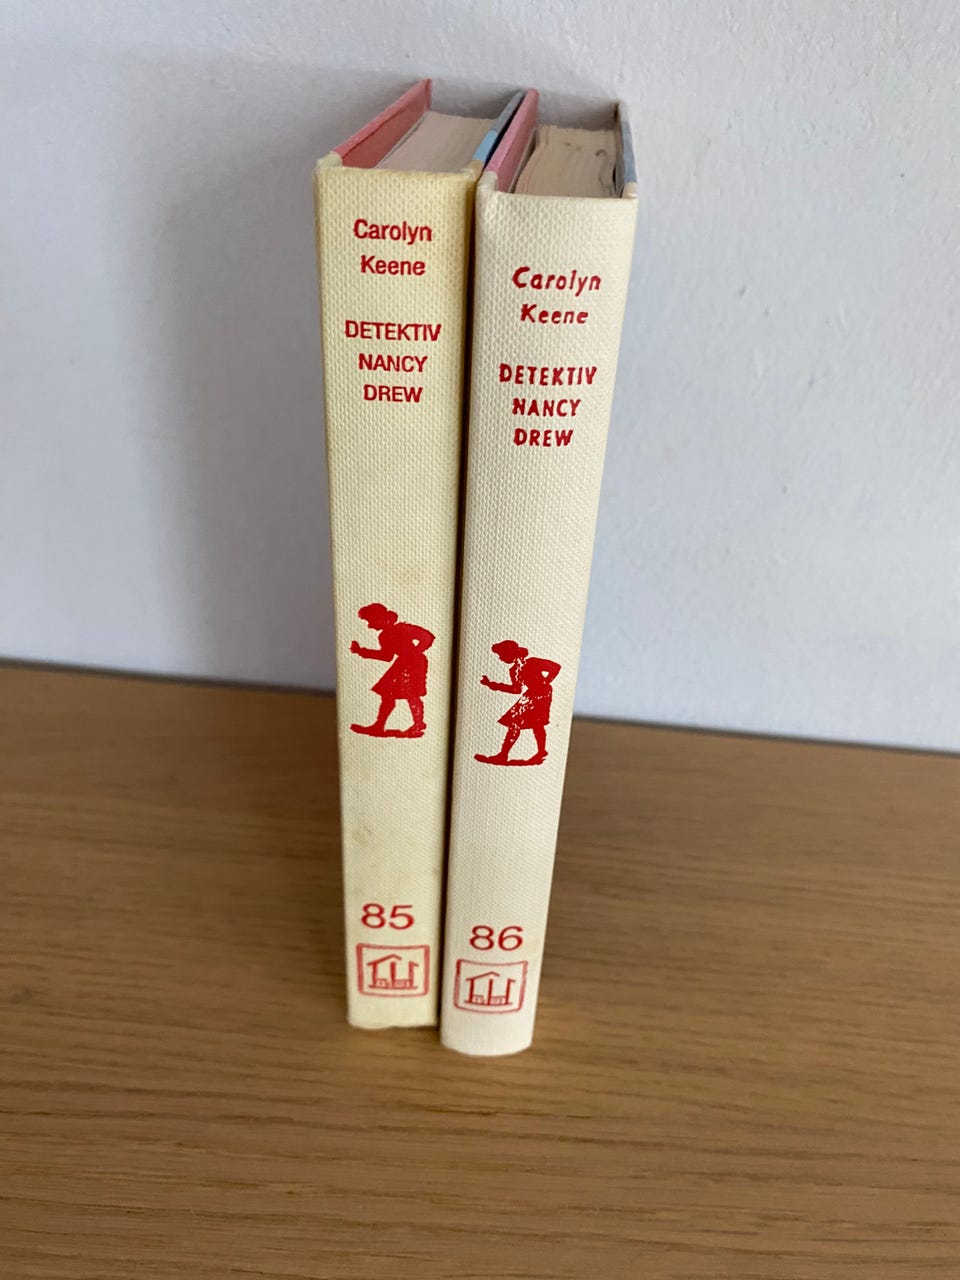 Carolyn
Keene
DETEKTIV
NANCY
DREW
85
Carolyn
Keene
DETEKTIV
NANCY
DREW
86